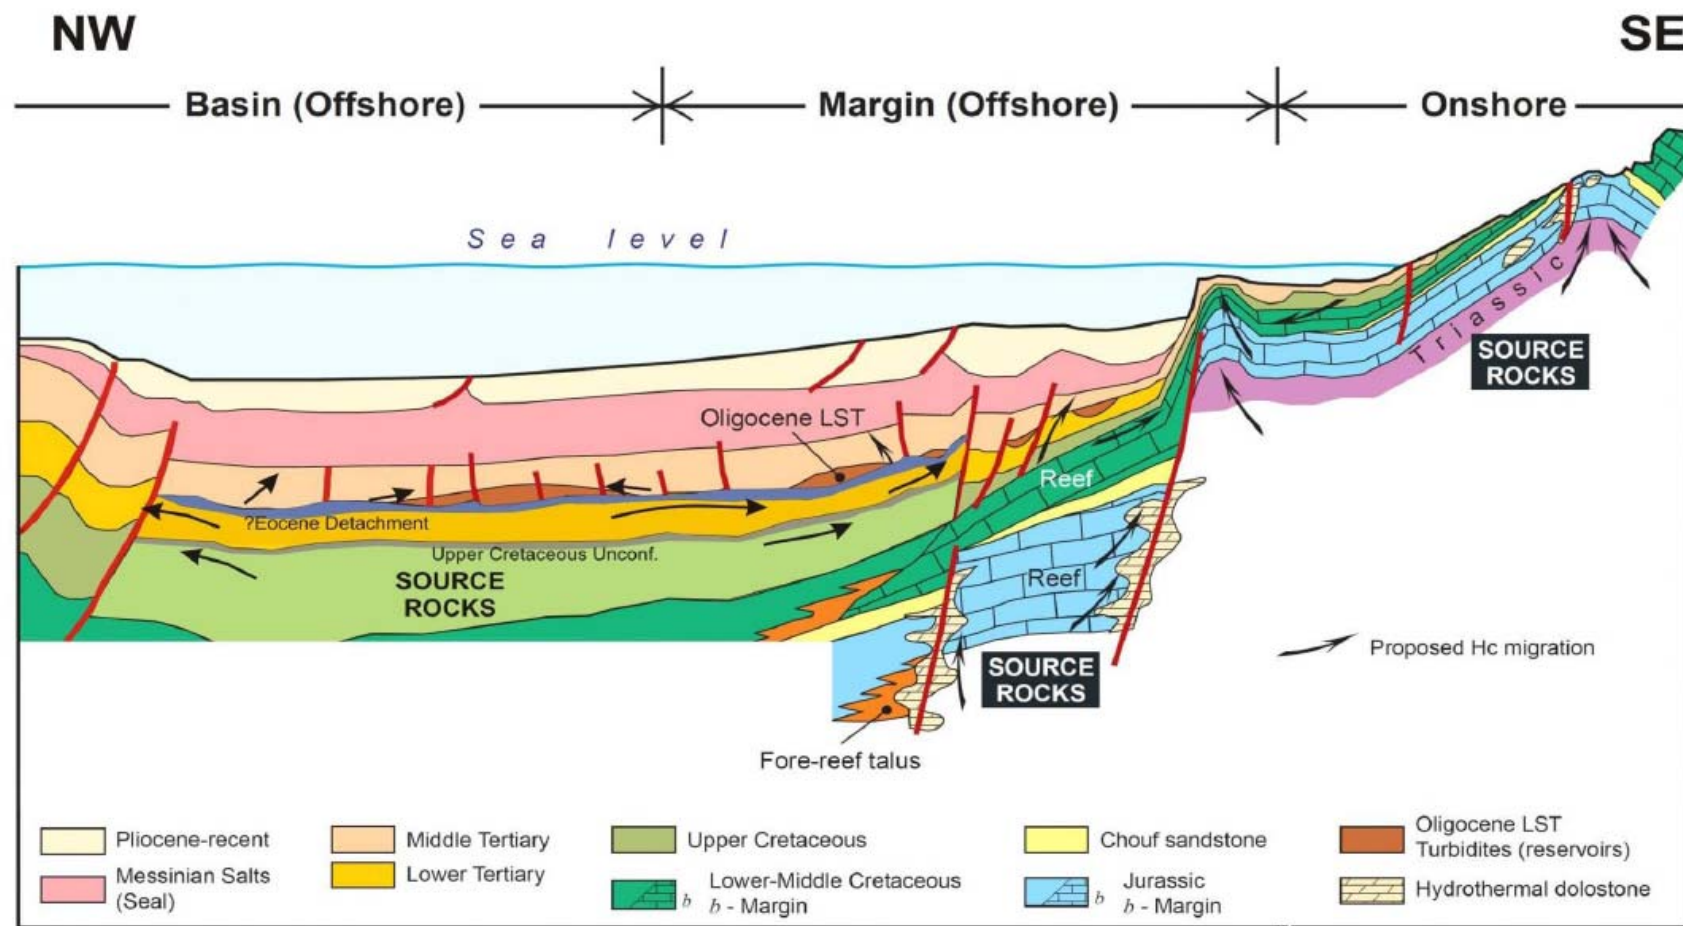 NW
SE
Basin (Offshore)
Margin (Offshore)
Onshore
Sea level
Triassic
SOURCE
ROCKS
Oligocene LST
Reef
?Eocene Detachment
Upper Cretaceous Unconf.
SOURCE
ROCKS
Reef
SOURCE
ROCKS
Proposed Hc migration
Fore-reef talus
Pliocene-recent
Messinian Salts
(Seal)
Middle Tertiary
Lower Tertiary
Upper Cretaceous
b
Lower-Middle Cretaceous
b - Margin
Chouf sandstone
b
Jurassic
b - Margin
Oligocene LST
Turbidites (reservoirs)
Hydrothermal dolostone